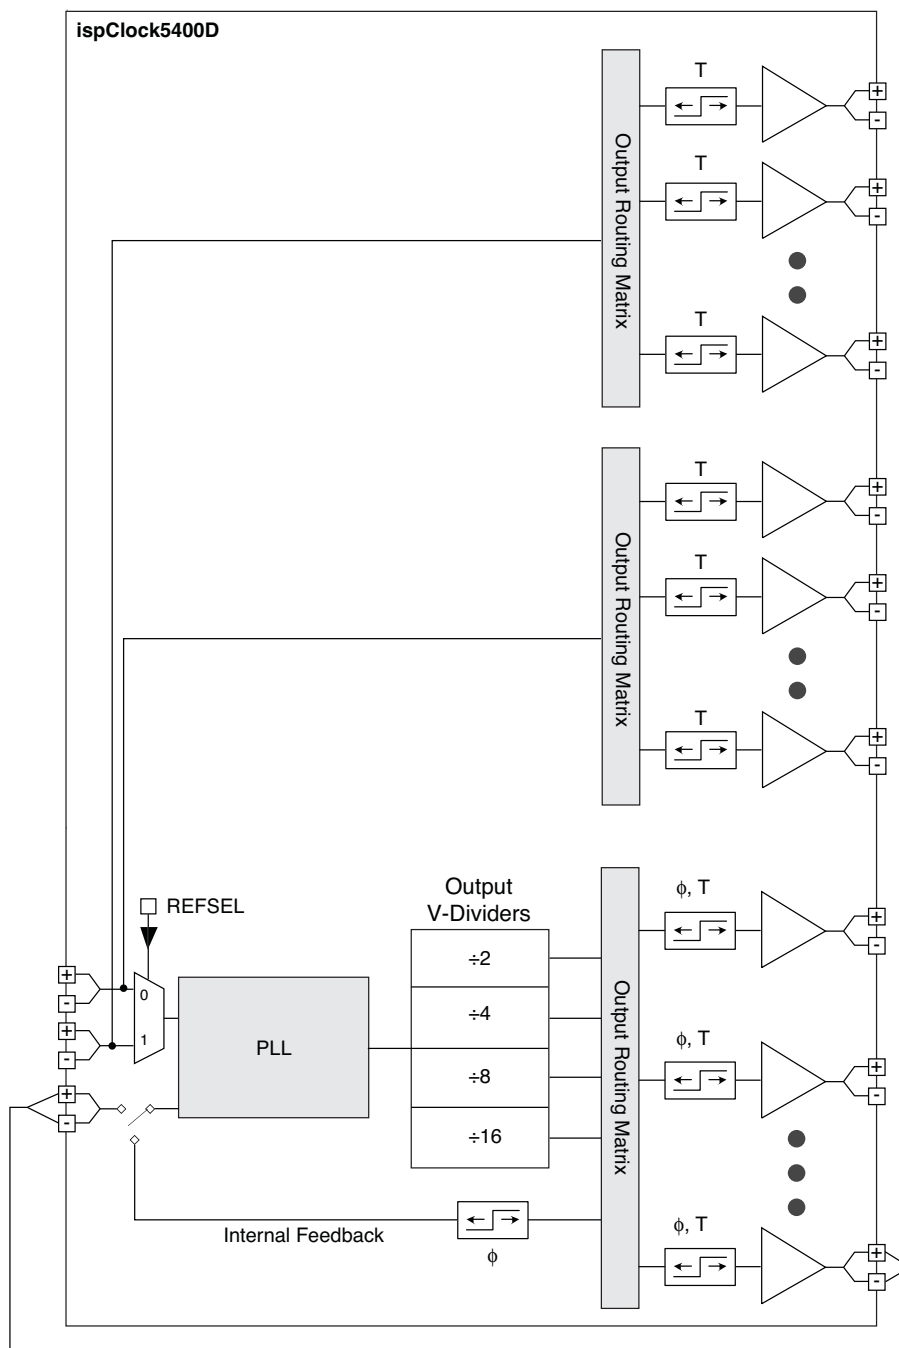 ispClock5400D
T
+
-
T
+
-
T
+
-
Output Routing Matrix
T
+
-
T
+
-
T
+
-
Output Routing Matrix
REFSEL
Output
V-Dividers
÷2
÷4
÷8
÷16
+
-
+
-
+
-
0
1
PLL
Output Routing Matrix
ϕ, T
+
-
ϕ, T
+
-
ϕ, T
+
-
Internal Feedback
ϕ